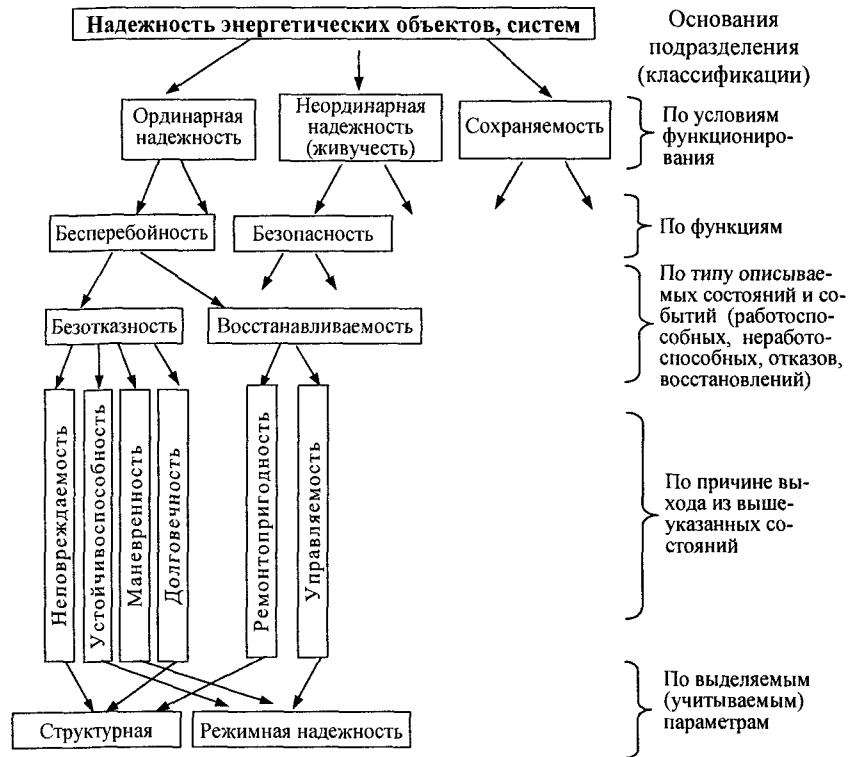 Надежность энергетических объектов, систем
Основания
подразделения
(классификации)
Ординарная
надежность
Неординарная
надежность
(живучесть)
Сохраняемость
По условиям
функциониро-
вания
Бесперебойность
Безопасность
По функциям
Безотказность
Восстанавливаемость
По типу описывае-
мых состояний и со-
бытий (работоспо-
собных, неработо-
способных, отказов,
восстановлений)
Неповреждаемость
Устойчивоспособность
Маневренность
Долговечность
Ремонтопригодность
Управляемость
По причине вы-
хода из выше-
указанных со-
стояний
Структурная
Режимная надежность
По выделяемым
(учитываемым)
параметрам